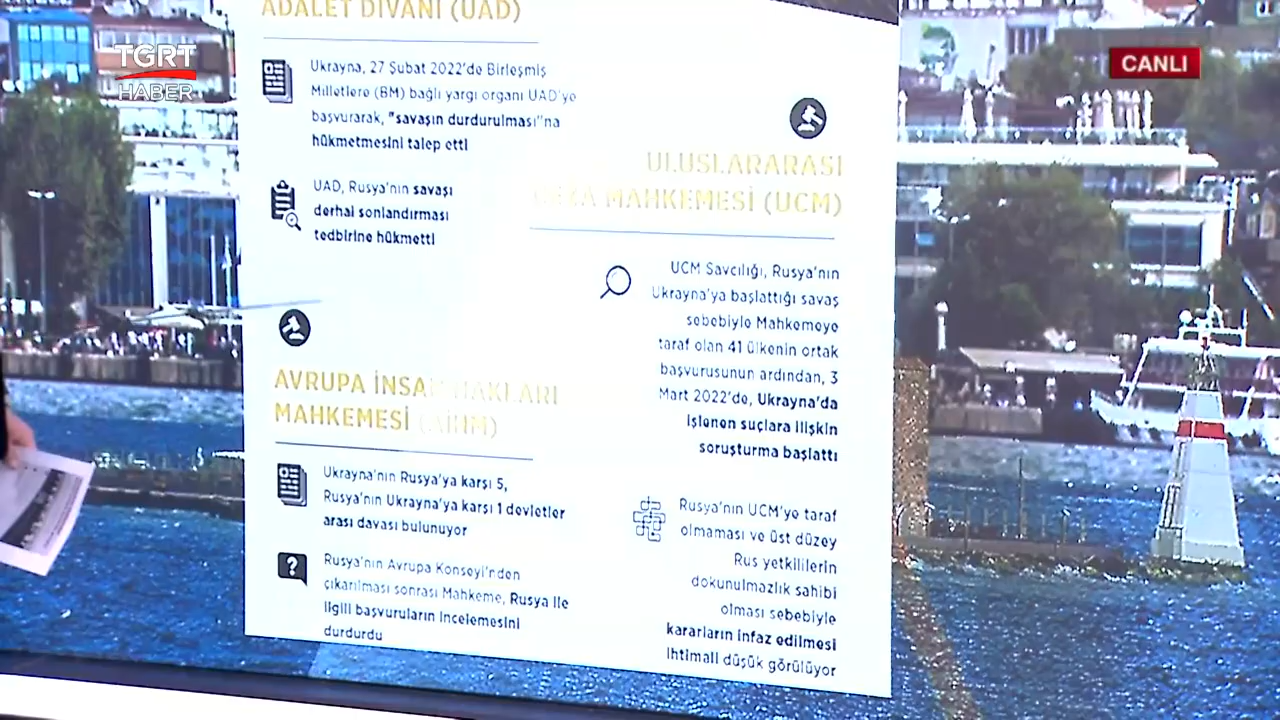 TGRT
HABER
CANLI
ADALET DİVANI (UAD)
Ukrayna, 27 Şubat 2022'de Birleşmiş
Milletlere (BM) bağlı yargı organı UAD'ye
başvurarak, "savaşın durdurulması"na
hükmetmesini talep etti
UAD, Rusya'nın savaşı
derhal sonlandırması
tedbirine hükmetti
AVRUPA İNSAN HAKLARI
MAHKEMESİ (AİHM)
Ukrayna'nın Rusya'ya karşı 5,
Rusya'nın Ukrayna'ya karşı 1 devletler
arası davası bulunuyor
Rusya'nın Avrupa Konseyi'nden
çıkarılması sonrası Mahkeme, Rusya ile
ilgili başvuruların incelemesini
durdurdu
ULUSLARARASI
CEZA MAHKEMESİ (UCM)
UCM Savcılığı, Rusya'nın
Ukrayna'ya başlattığı savaş
sebebiyle Mahkemeye
taraf olan 41 ülkenin ortak
başvurusunun ardından, 3
Mart 2022'de, Ukrayna'da
işlenen suçlara ilişkin
soruşturma başlattı
Rusya'nın UCM'ye taraf
olmaması ve üst düzey
Rus yetkililerin
dokunulmazlık sahibi
olması sebebiyle
kararların infaz edilmesi
ihtimali düşük görülüyor